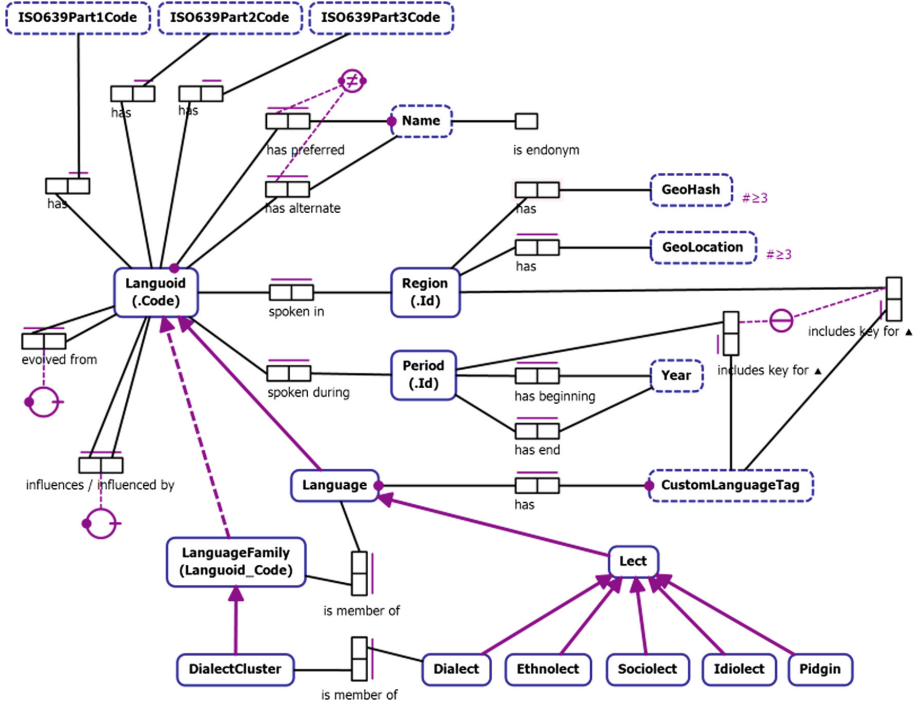 ISO639Part1Code
ISO639Part2Code
ISO639Part3Code
has
has
has
≠
has preferred
Name
is endonym
has alternate
has
GeoHash
#≥3
has
GeoLocation
#≥3
Languoid
(.Code)
spoken in
Region
(.Id)
includes key for ▲
evolved from
spoken during
Period
(.Id)
has beginning
Year
includes key for ▲
has end
influences / influenced by
Language
has
CustomLanguageTag
LanguageFamily
(Languoid_Code)
is member of
Lect
DialectCluster
is member of
Dialect
Ethnolect
Sociolect
Idiolect
Pidgin